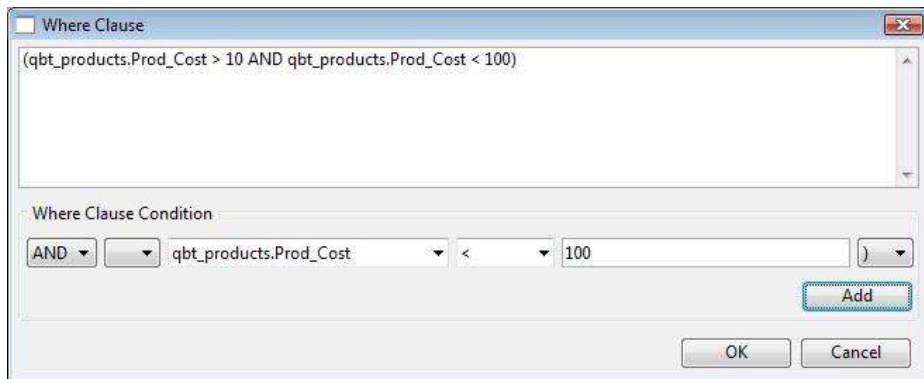 Where Clause
(qbt_products.Prod_Cost > 10 AND qbt_products.Prod_Cost < 100)
Where Clause Condition
AND qbt_products.Prod_Cost < 100 )
Add
OK Cancel